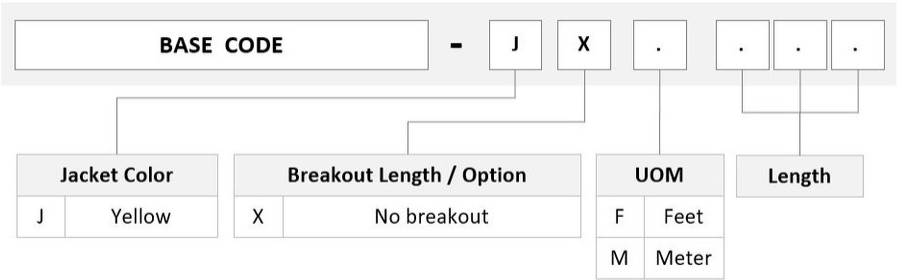 BASE CODE - J X . . . .
Jacket Color
J Yellow
Breakout Length / Option
X No breakout
UOM
F Feet
M Meter
Length